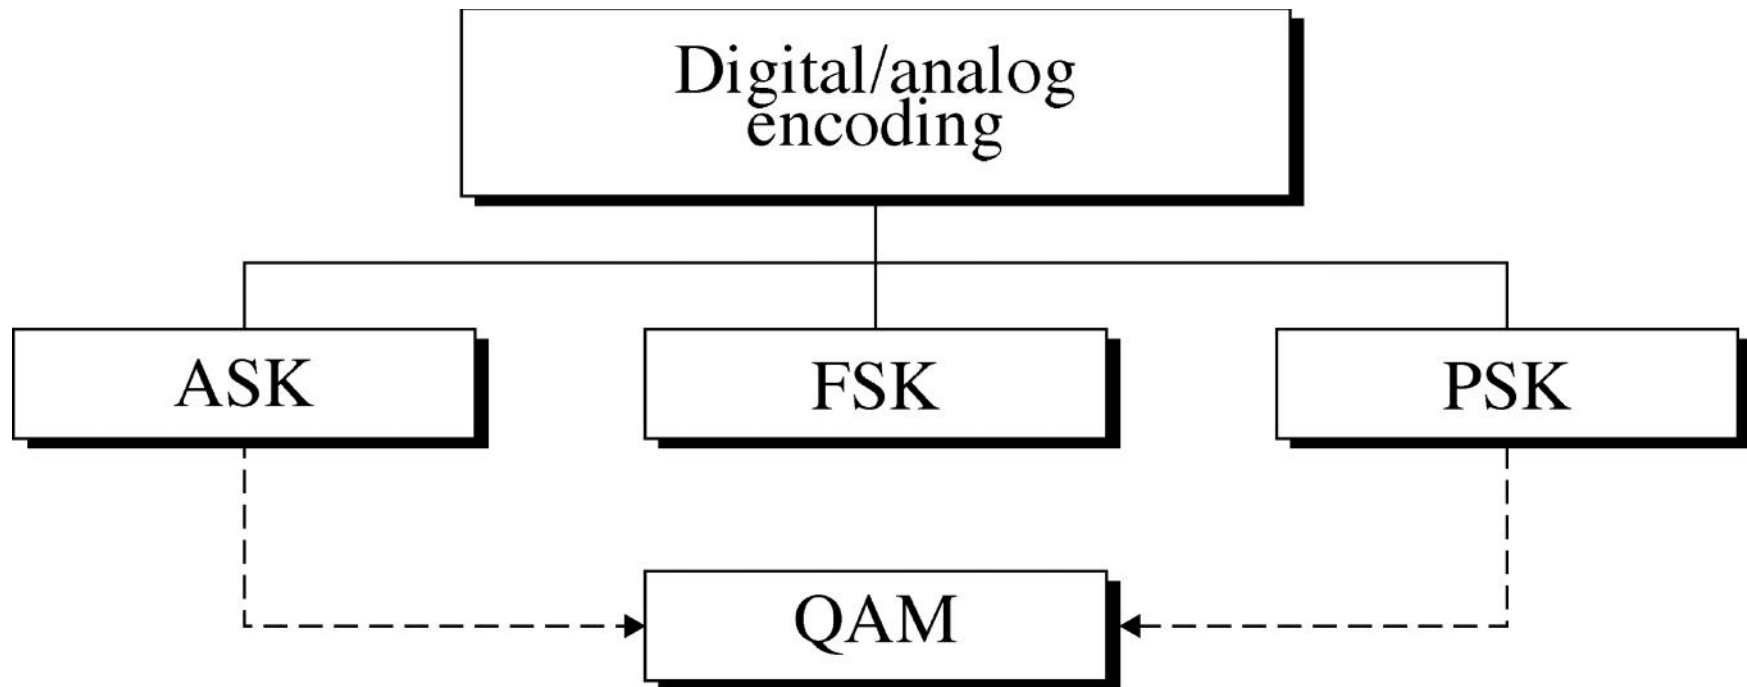 Digital/analog
encoding
ASK
FSK
PSK
QAM